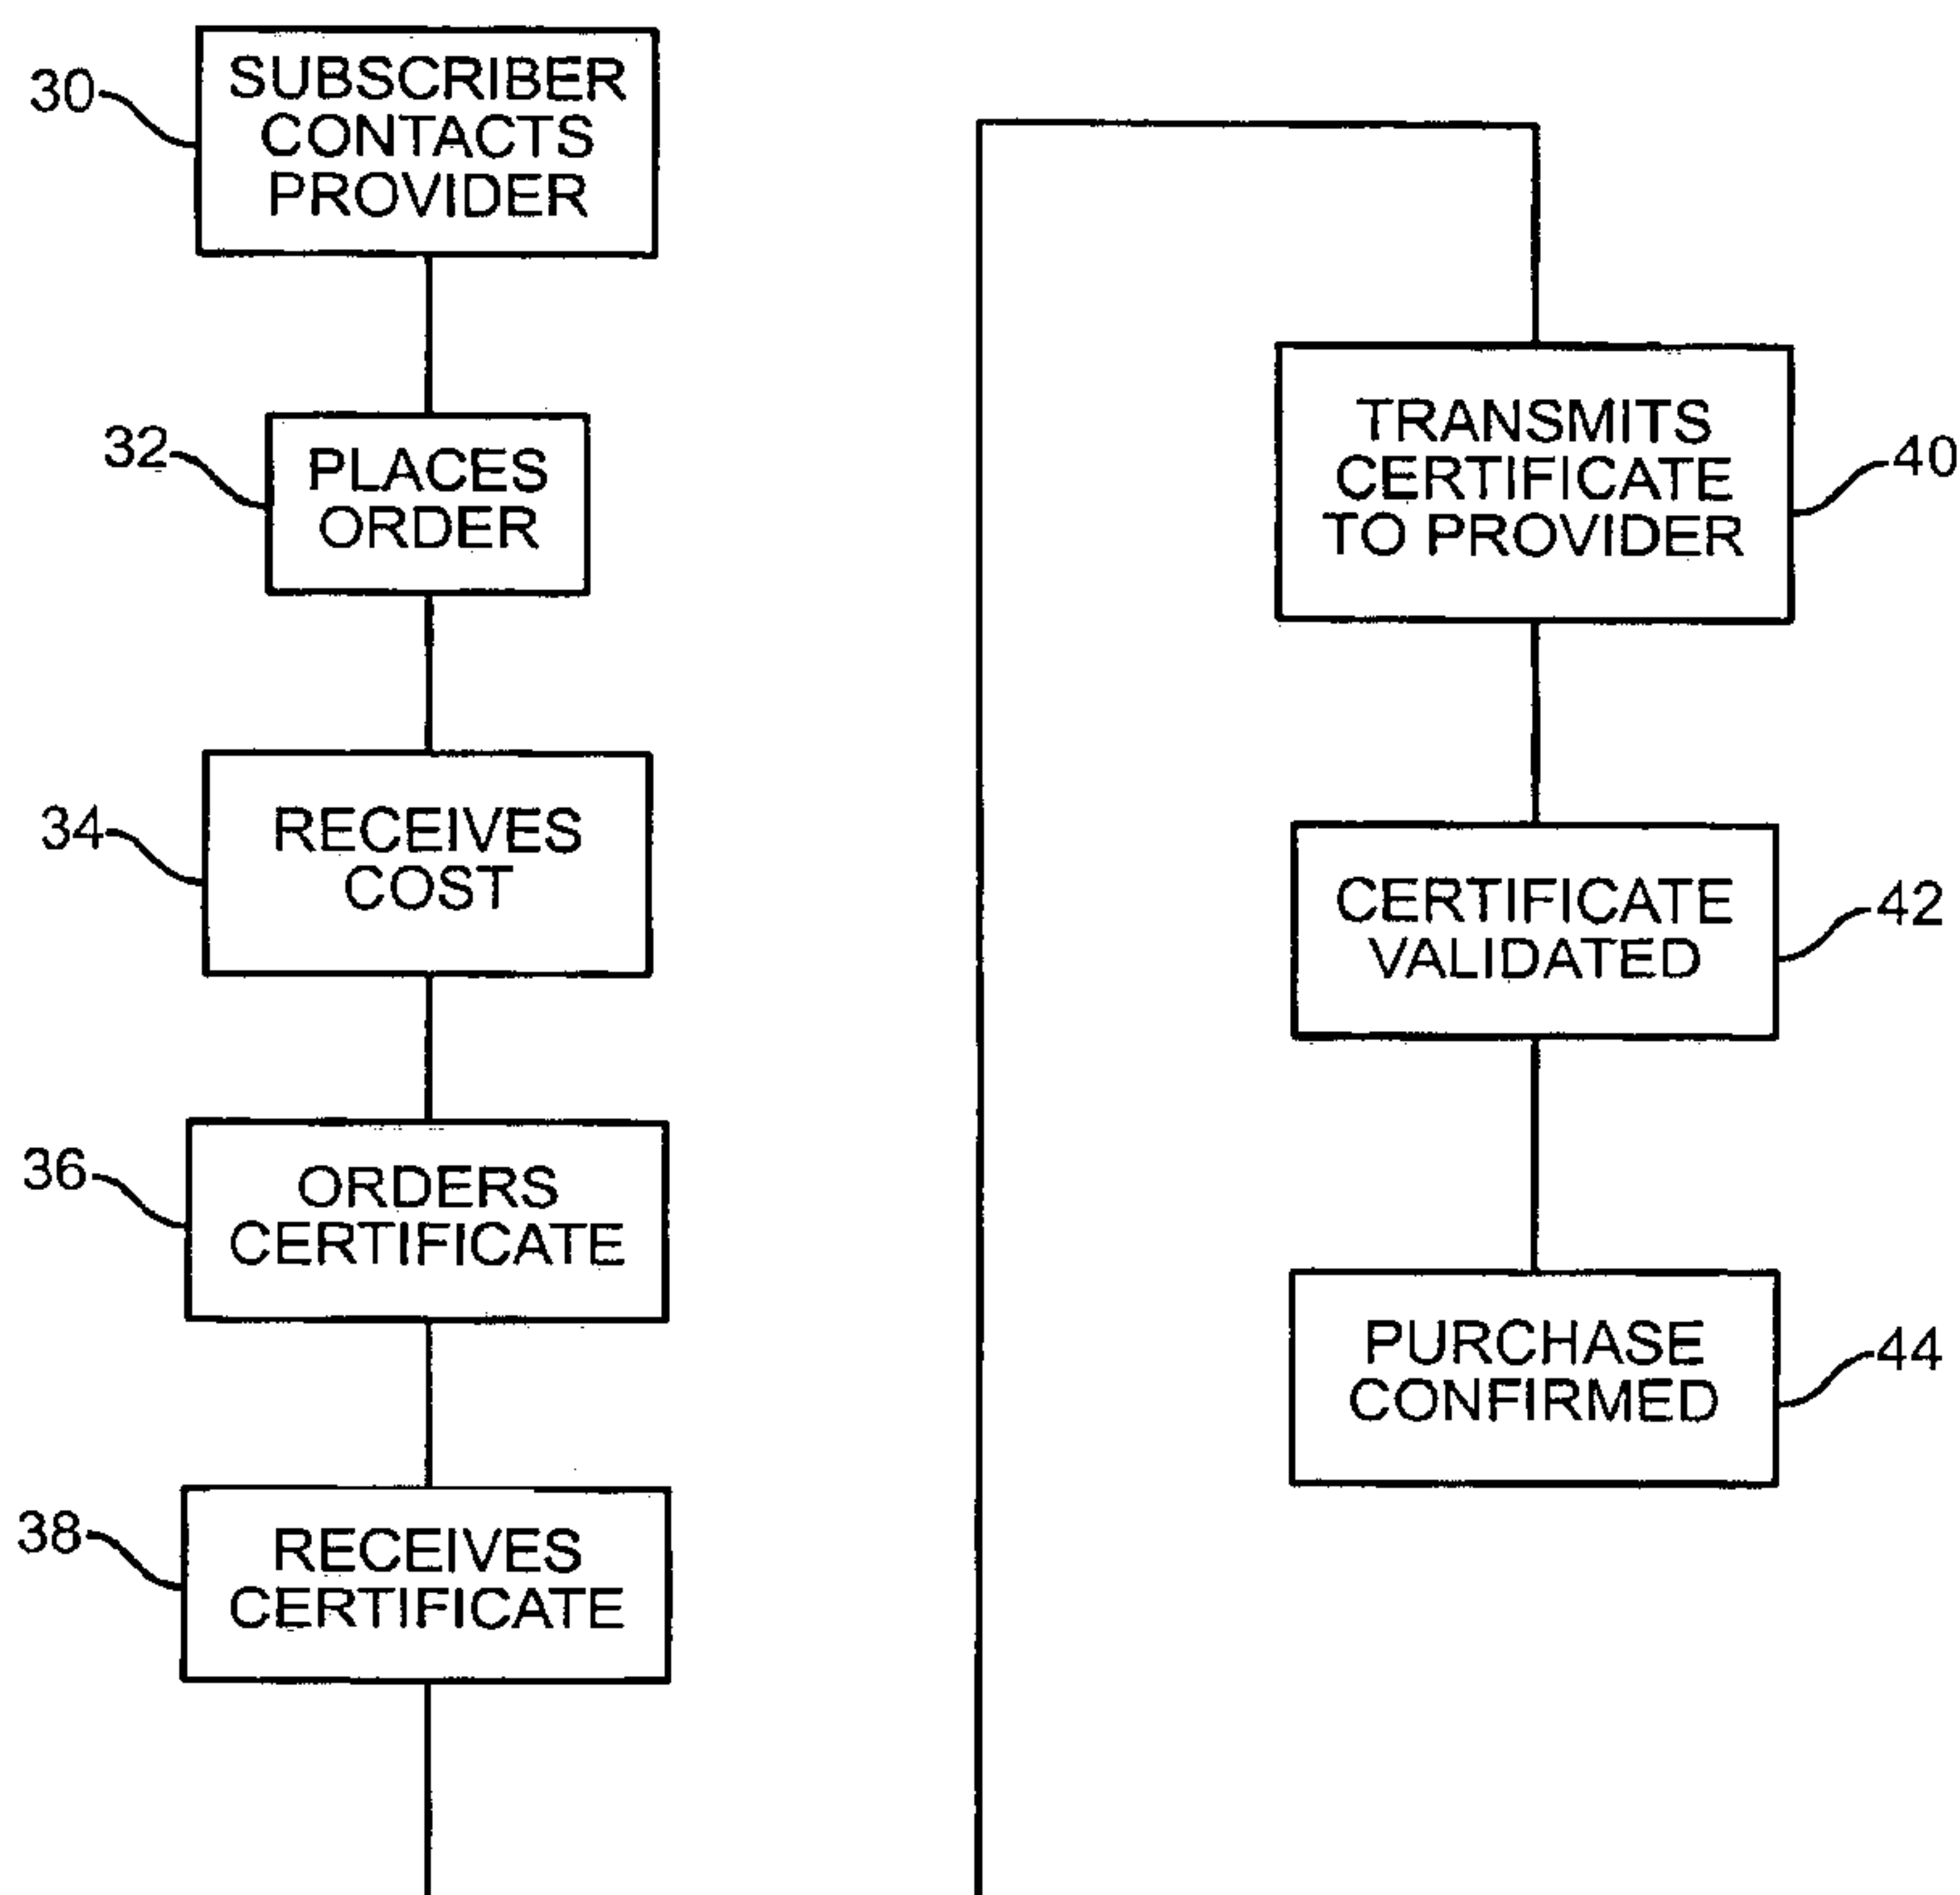 30
SUBSCRIBER
CONTACTS
PROVIDER
32
PLACES
ORDER
34
RECEIVES
COST
36
ORDERS
CERTIFICATE
38
RECEIVES
CERTIFICATE
TRANSMITS
CERTIFICATE
TO PROVIDER
40
CERTIFICATE
VALIDATED
42
PURCHASE
CONFIRMED
44